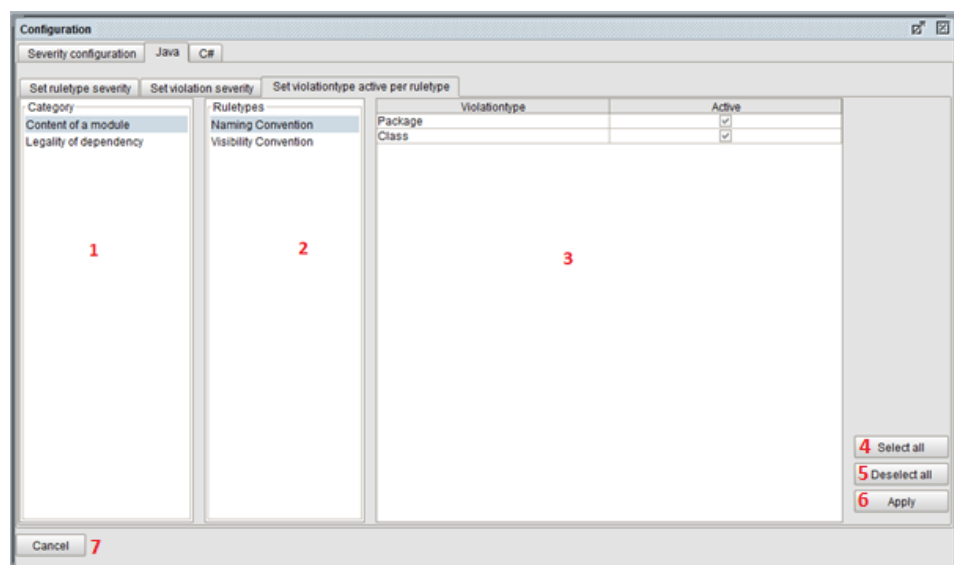 Configuration
Severity configuration Java C#
Set ruletype severity Set violation severity Set violationtype active per ruletype
Category Ruletypes Violationtype Active
Content of a module Naming Convention Package
Legality of dependency Visibility Convention Class
1 2 3
4 Select all
5 Deselect all
6 Apply
Cancel 7